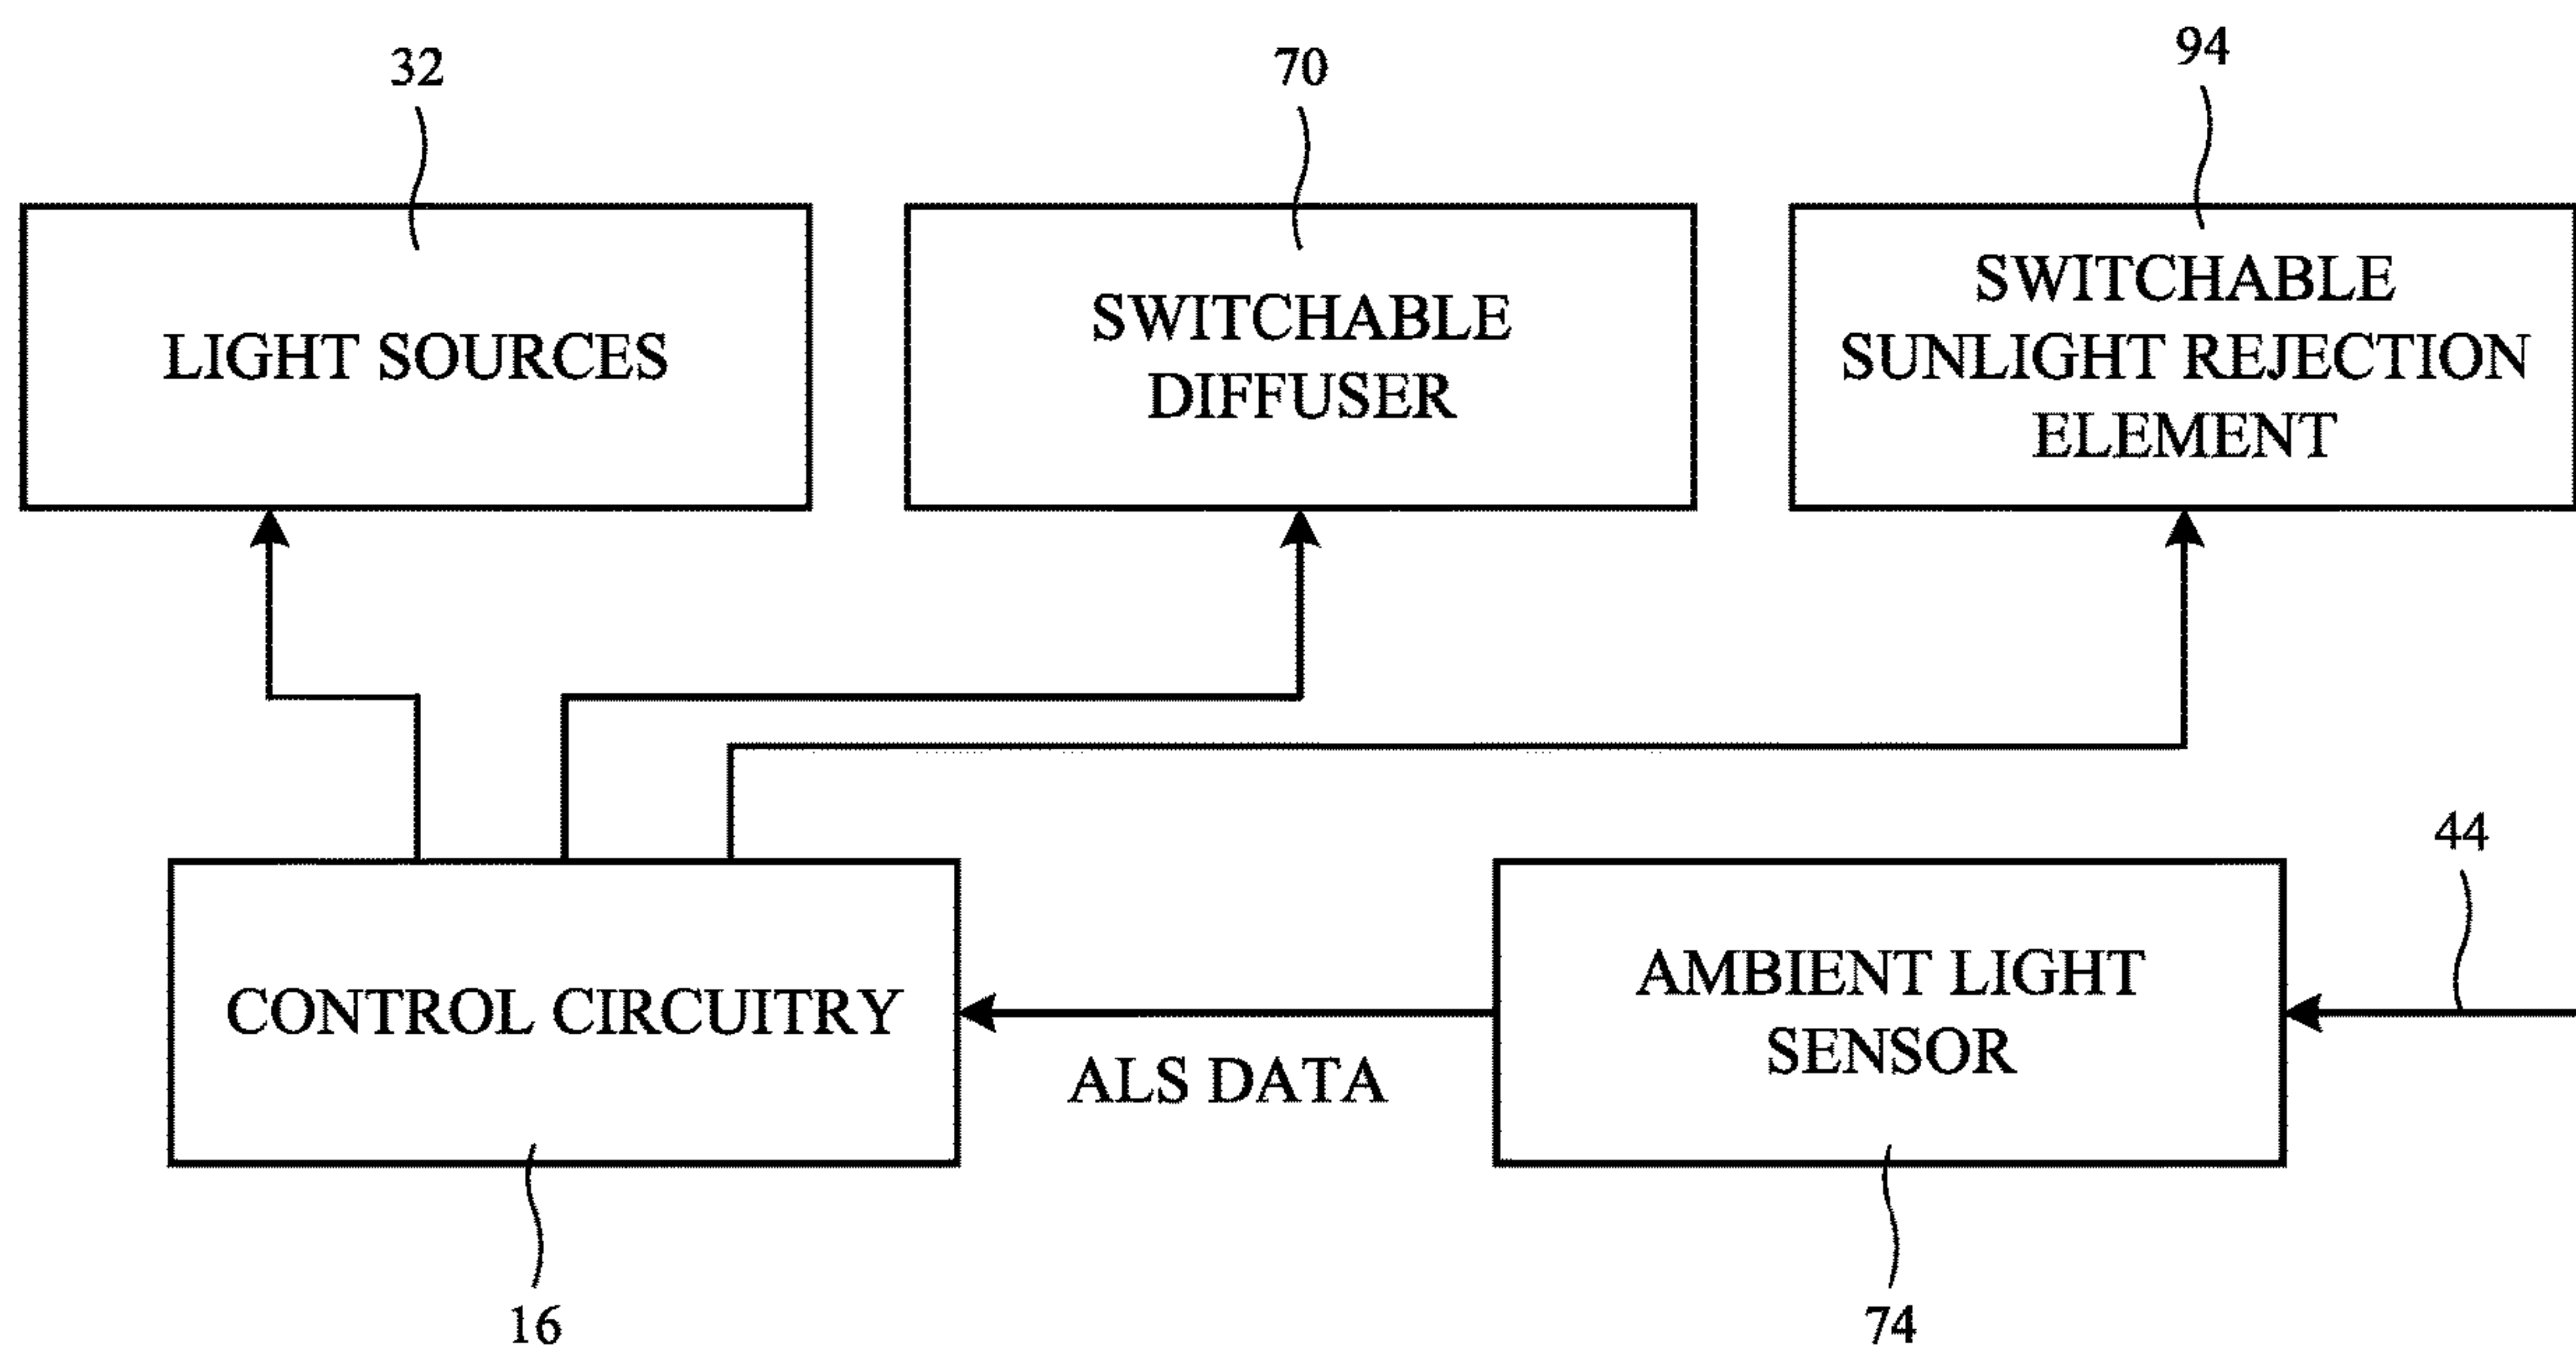 32
70
94
LIGHT SOURCES
SWITCHABLE
DIFFUSER
SWITCHABLE
SUNLIGHT REJECTION
ELEMENT
44
CONTROL CIRCUITRY
ALS DATA
AMBIENT LIGHT
SENSOR
16
74